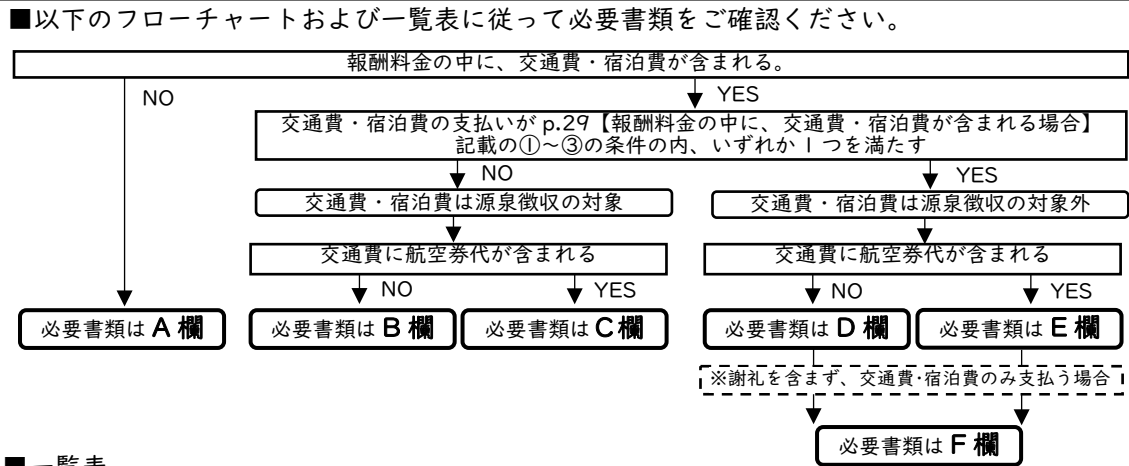 ■以下のフローチャートおよび一覧表に従って必要書類をご確認ください。
報酬料金の中に、交通費・宿泊費が含まれる。
NO
YES
交通費・宿泊費の支払いが p.29【報酬料金の中に、交通費・宿泊費が含まれる場合】
記載の①～③の条件の内、いずれか1つを満たす
NO
YES
交通費・宿泊費は源泉徴収の対象
交通費・宿泊費は源泉徴収の対象外
交通費に航空券代が含まれる
交通費に航空券代が含まれる
NO
YES
NO
YES
必要書類は A 欄
必要書類は B 欄
必要書類は C 欄
必要書類は D 欄
必要書類は E 欄
※謝礼を含まず、交通費・宿泊費のみ支払う場合
必要書類は F 欄
■一覧表